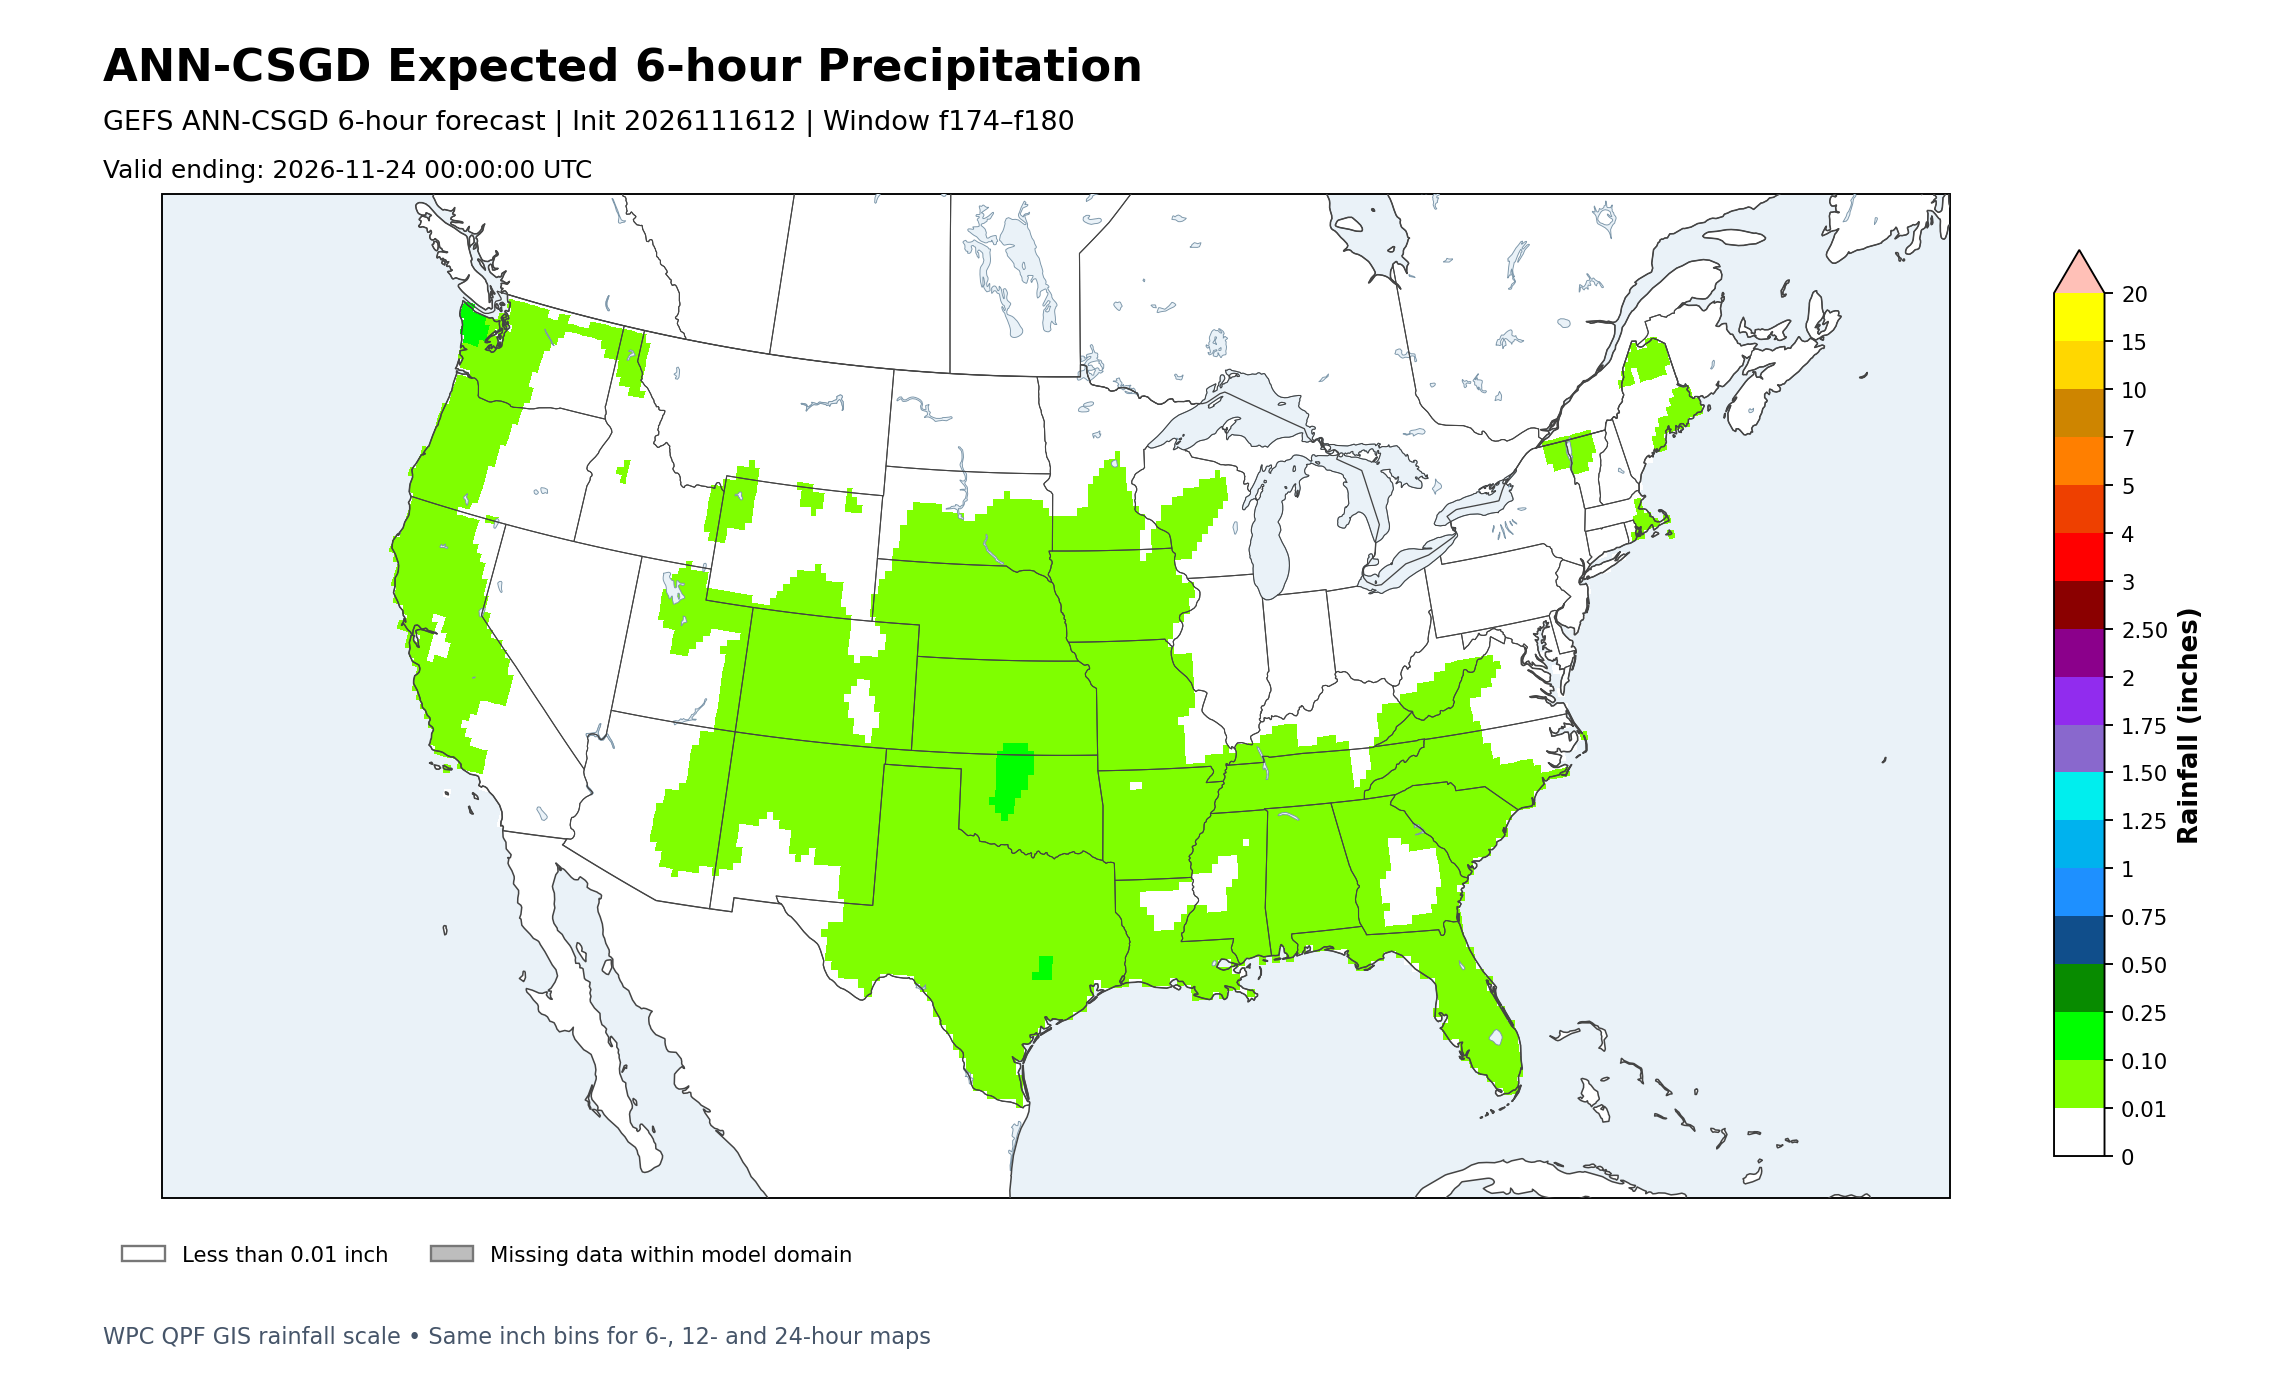 ANN-CSGD Expected 6-hour Precipitation
GEFS ANN-CSGD 6-hour forecast | Init 2026111612 | Window f174–f180
Valid ending: 2026-11-24 00:00:00 UTC
20
15
10
7
5
4
3
2.50
2
1.75
1.50
1.25
1
0.75
0.50
0.25
0.10
0.01
0
Rainfall (inches)
Less than 0.01 inch
Missing data within model domain
WPC QPF GIS rainfall scale • Same inch bins for 6-, 12- and 24-hour maps